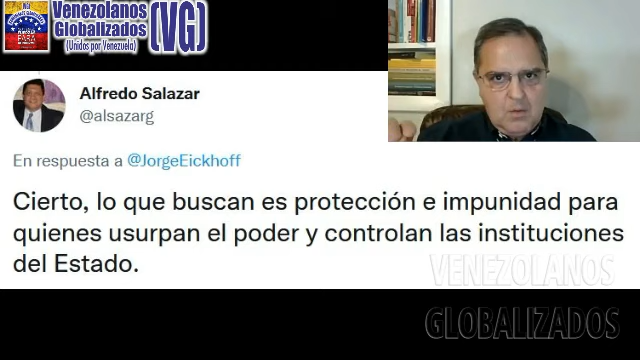 Venezolanos
Globalizados
(Unidos por Venezuela)
(VG)
PARA
Alfredo Salazar
@alsazarg
En respuesta a @JorgeEickhoff
Cierto, lo que buscan es protección e impunidad para
quienes usurpan el poder y controlan las instituciones
del Estado.
VENEZOLANOS
GLOBALIZADOS